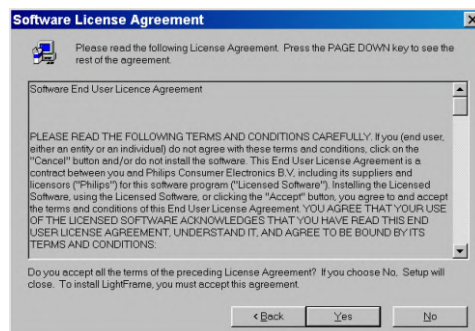 Software License Agreement
Please read the following License Agreement. Press the PAGE DOWN key to see the
rest of the agreement.
Software End User Licence Agreement
PLEASE READ THE FOLLOWING TERMS AND CONDITIONS CAREFULLY. If you (end user,
either an entity or an individual) do not agree with these terms and conditions, click on the
"Cancel" button and/or do not install the software. This End User License Agreement is a
contract between you and Philips Consumer Electronics B.V, including its suppliers and
licensors ("Philips") for this software program ("Licensed Software"). Installing the Licensed
Software, using the Licensed Software, or clicking the "Accept" button, you agree to and accept
the terms and conditions of this End User License Agreement. YOU AGREE THAT YOUR USE
OF THE LICENSED SOFTWARE ACKNOWLEDGES THAT YOU HAVE READ THIS END
USER LICENSE AGREEMENT, UNDERSTAND IT, AND AGREE TO BE BOUND BY ITS
TERMS AND CONDITIONS:
Do you accept all the terms of the preceding License Agreement? If you choose No, Setup will
close. To install LightFrame, you must accept this agreement.
< Back Yes No